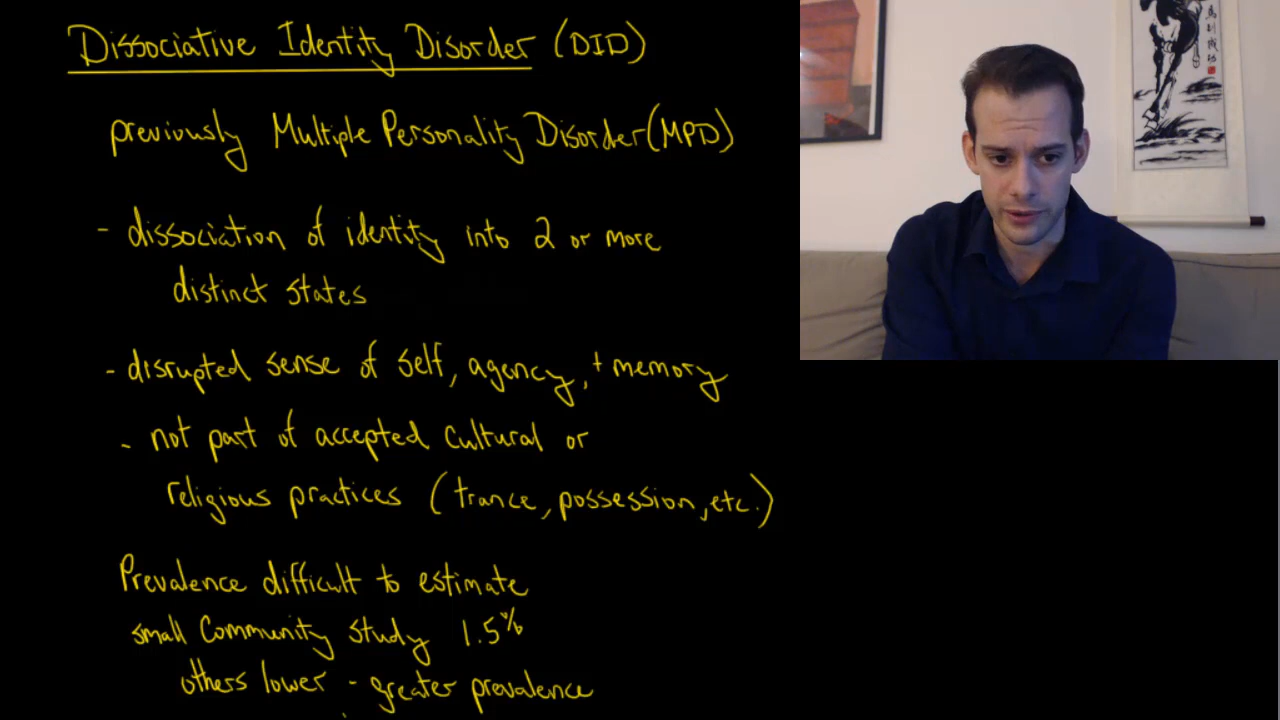 Dissociative Identity Disorder (DID)
previously Multiple Personality Disorder (MPD)
- dissociation of identity into 2 or more
distinct states
- disrupted sense of self, agency, + memory
- not part of accepted cultural or
religious practices (trance, possession, etc.)
Prevalence difficult to estimate
small community study 1.5%
others lower - greater prevalence